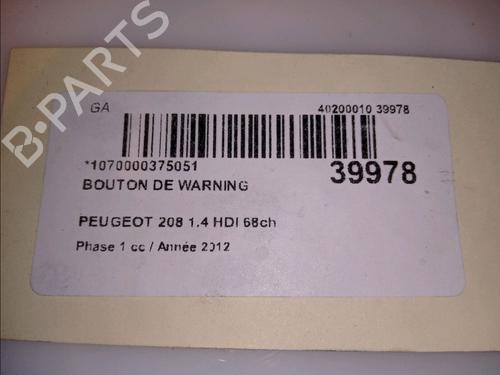 GA
40200010 39978
*1070000375051
39978
BOUTON DE WARNING
PEUGEOT 208 1.4 HDI 68ch
Phase 1 cc / Année 2012
B-PARTS